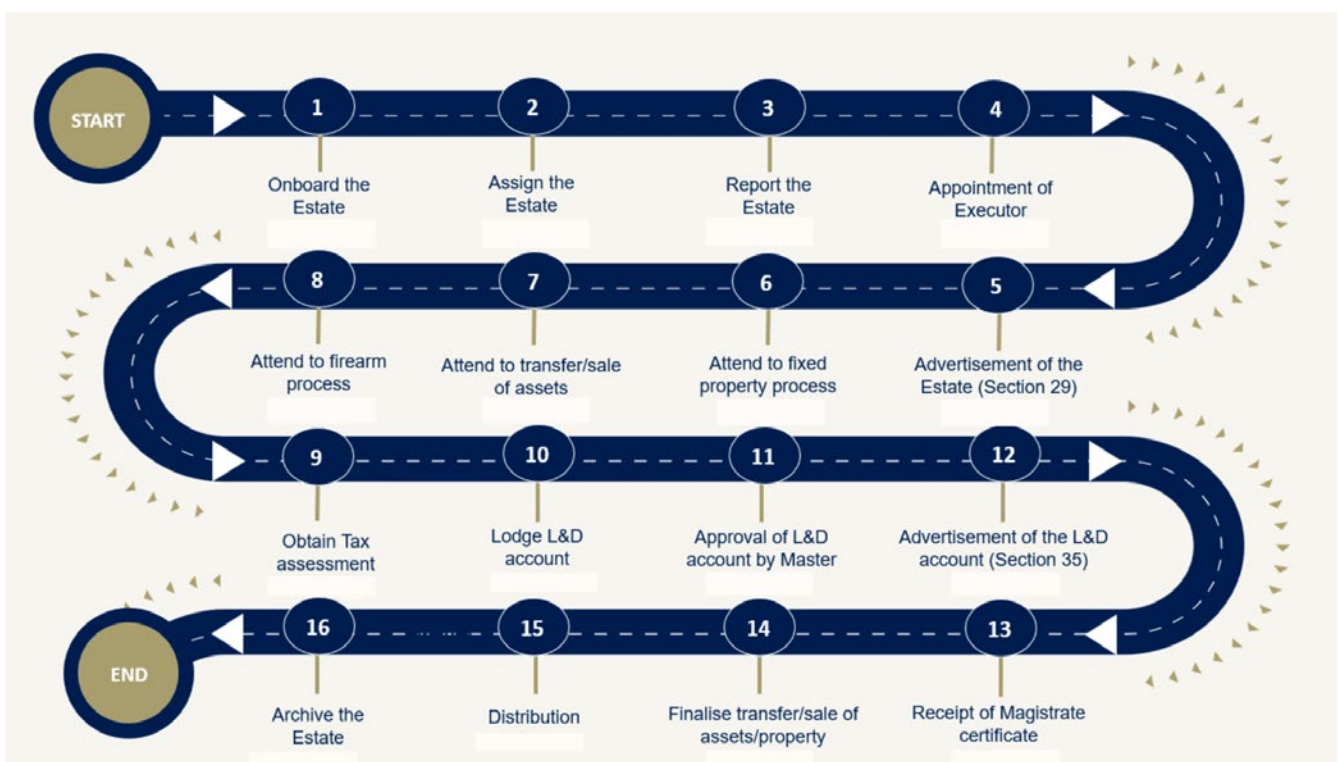 START
1
Onboard the
Estate
2
Assign the
Estate
3
Report the
Estate
4
Appointment of
Executor
5
Advertisement of the
Estate (Section 29)
6
Attend to fixed
property process
7
Attend to transfer/sale
of assets
8
Attend to firearm
process
9
Obtain Tax
assessment
10
Lodge L&D
account
11
Approval of L&D
account by Master
12
Advertisement of the L&D
account (Section 35)
13
Receipt of Magistrate
certificate
14
Finalise transfer/sale of
assets/property
15
Distribution
16
Archive the
Estate
END